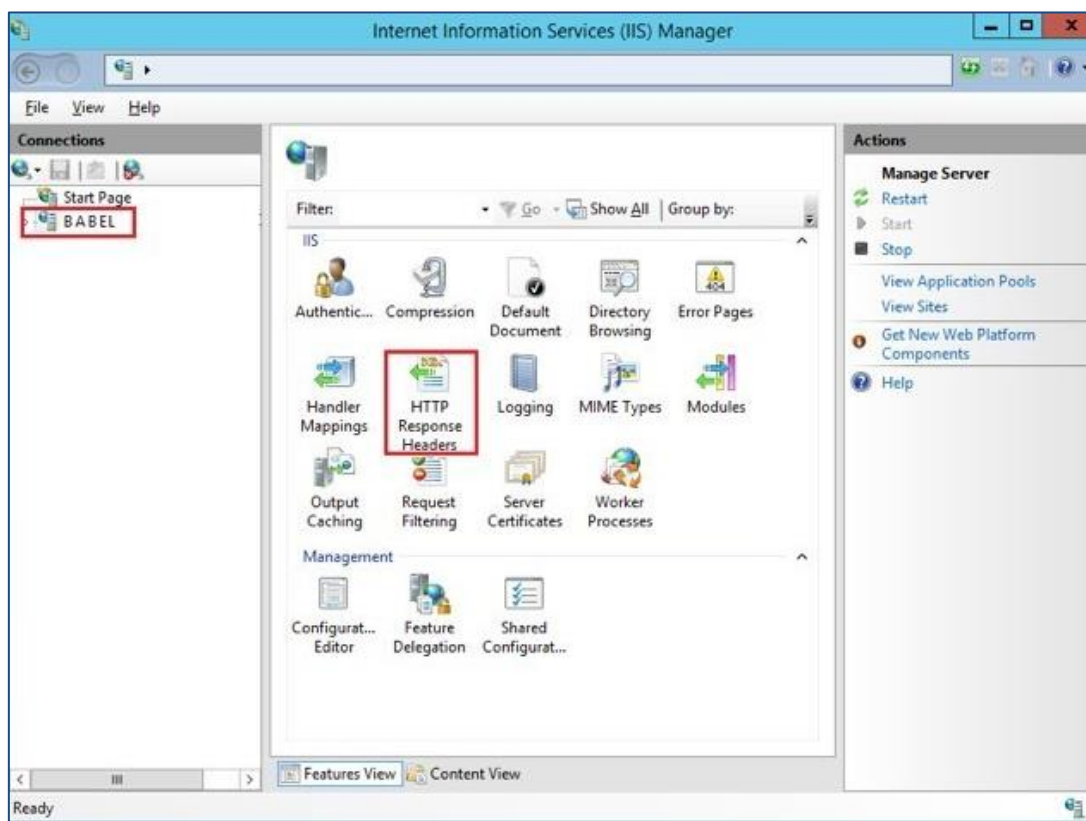 Internet Information Services (IIS) Manager
File View Help
Connections
Start Page
BABEL
Filter: Go Show All Group by:
IIS
Authentic... Compression Default Document Directory Browsing Error Pages
Handler Mappings HTTP Response Headers Logging MIME Types Modules
Output Caching Request Filtering Server Certificates Worker Processes
Management
Configurat... Editor Feature Delegation Shared Configurat...
Features View Content View
Actions
Manage Server
Restart
Start
Stop
View Application Pools
View Sites
Get New Web Platform
Components
Help
Ready